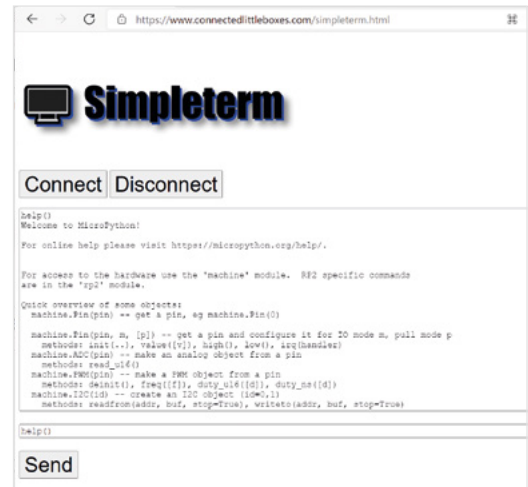 https://www.connectedlittleboxes.com/simpleterm.html
Simpleterm
Connect Disconnect
help()
Welcome to MicroPython!
For online help please visit https://micropython.org/help/.
For access to the hardware use the 'machine' module. RP2 specific commands
are in the 'rp2' module.
Quick overview of some objects:
machine.Pin(pin) -- get a pin, eg machine.Pin(0)
machine.Pin(pin, m, [p]) -- get a pin and configure it for IO mode m, pull mode p
methods: init(..), value([v]), high(), low(), irq(handler)
machine.ADC(pin) -- make an analog object from a pin
methods: read_u16()
machine.PWM(pin) -- make a PWM object from a pin
methods: deinit(), freq([f]), duty_u16([d]), duty_ns([d])
machine.I2C(id) -- create an I2C object (id=0,1)
methods: readfrom(addr, buf, stop=True), writeto(addr, buf, stop=True)
help()
Send